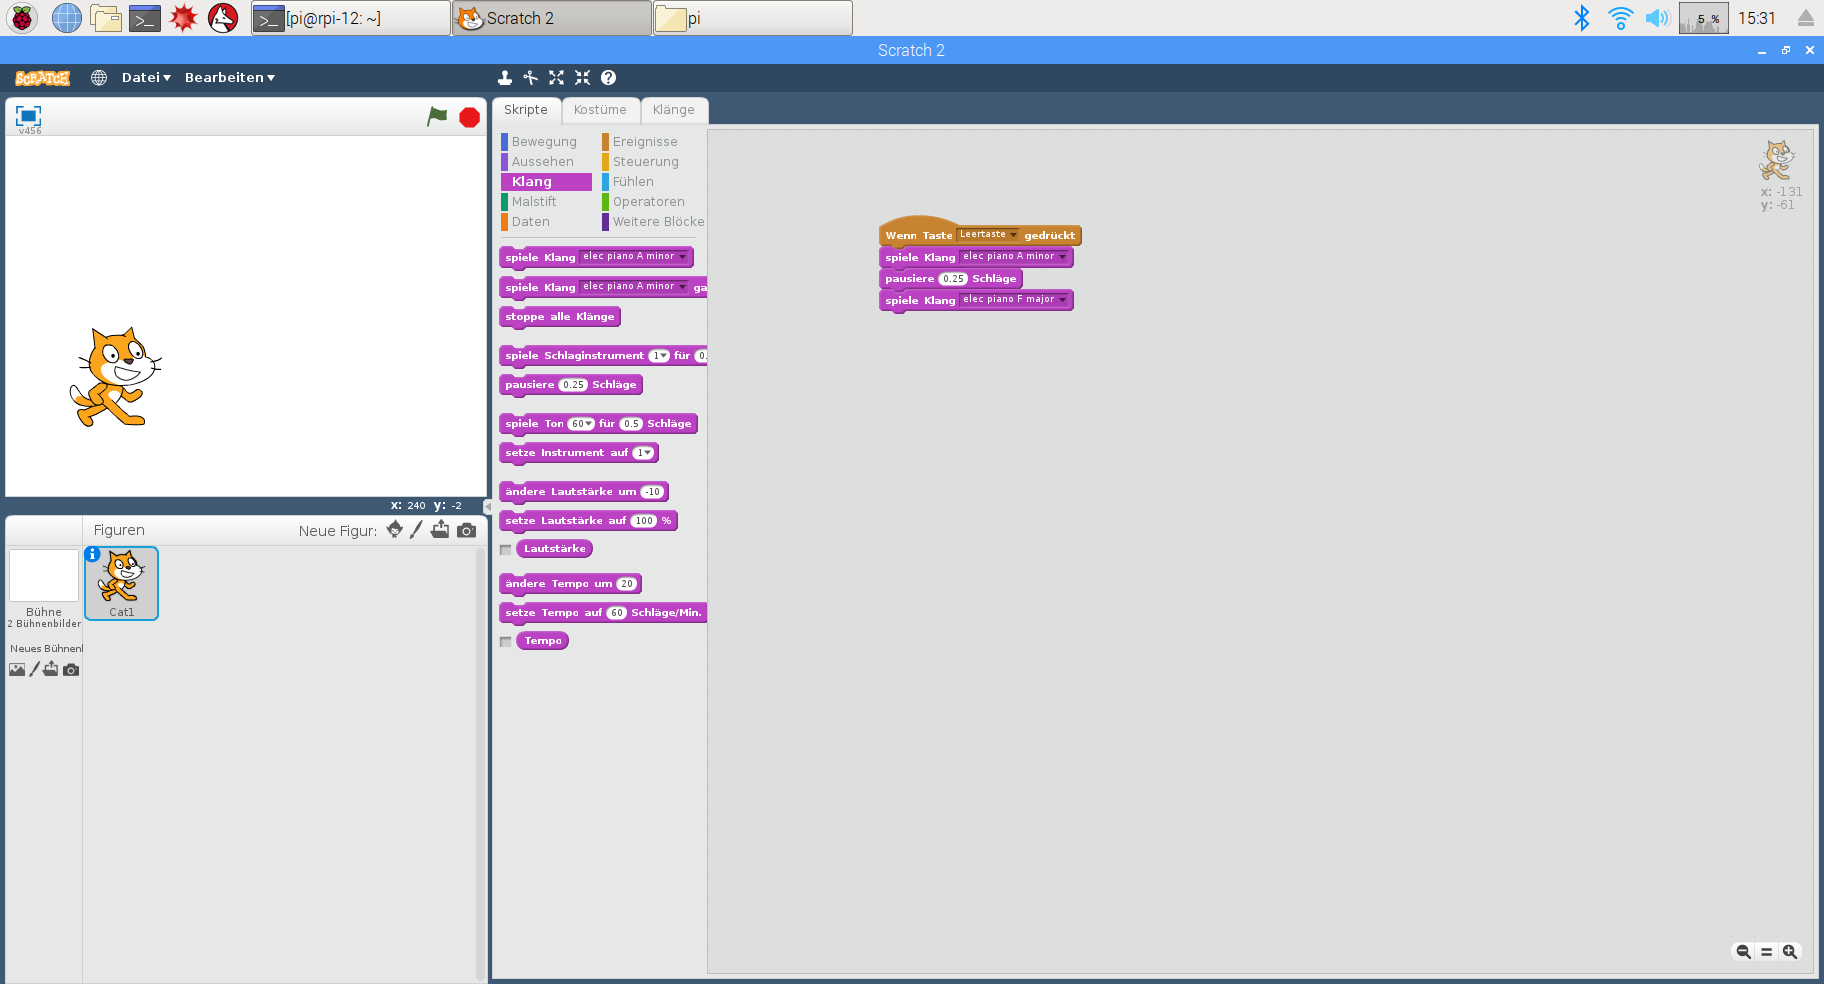 [pi@rpi-12: ~]
Scratch 2
pi
5 %
15:31
Scratch 2
SCRATCH
Datei
Bearbeiten
v456
x: 240 y: -2
Figuren
Neue Figur:
Bühne
2 Bühnenbilder
Neues Bühnenl
Cat1
Skripte
Kostüme
Klänge
Bewegung
Ereignisse
Aussehen
Steuerung
Klang
Fühlen
Malstift
Operatoren
Daten
Weitere Blöcke
spiele Klang elec piano A minor
spiele Klang elec piano A minor ga
stoppe alle Klänge
spiele Schlaginstrument 1 für 0.
pausiere 0.25 Schläge
spiele Ton 60 für 0.5 Schläge
setze Instrument auf 1
ändere Lautstärke um -10
setze Lautstärke auf 100 %
Lautstärke
ändere Tempo um 20
setze Tempo auf 60 Schläge/Min.
Tempo
Wenn Taste Leertaste gedrückt
spiele Klang elec piano A minor
pausiere 0.25 Schläge
spiele Klang elec piano F major
x: -131
y: -61